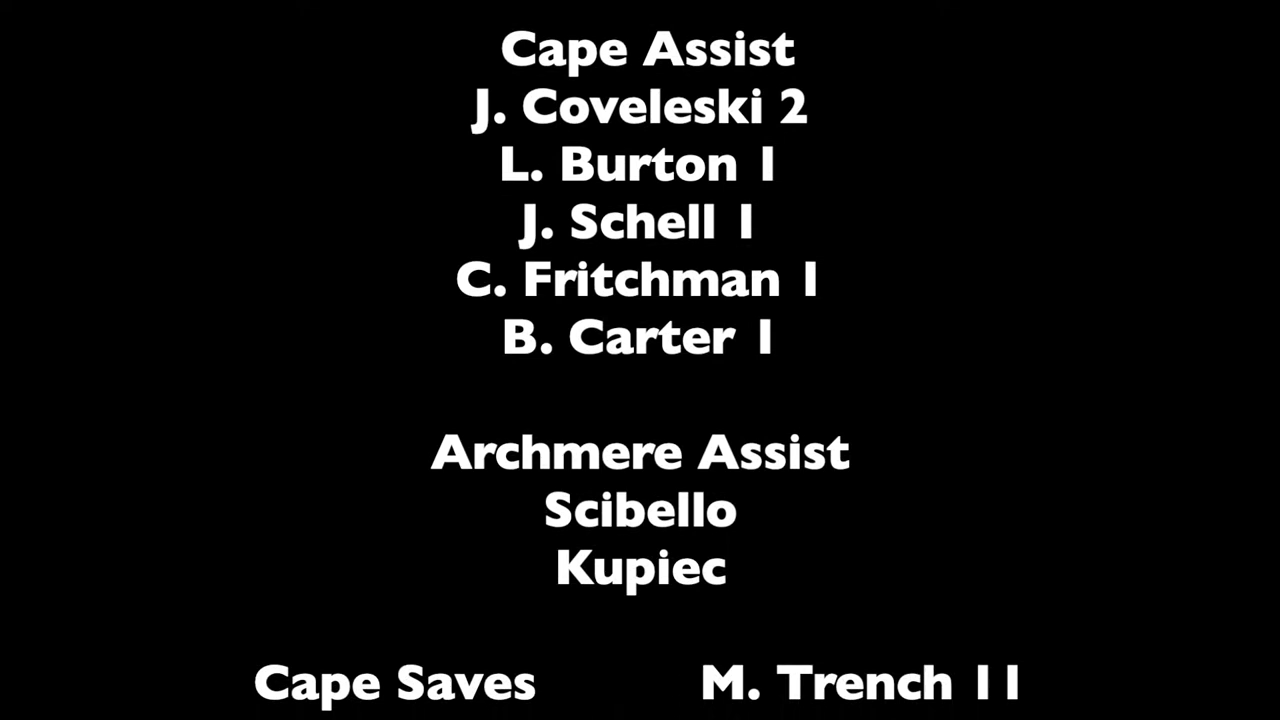 Cape Assist
J. Coveleski 2
L. Burton 1
J. Schell 1
C. Fritchman 1
B. Carter 1
Archmere Assist
Scibello
Kupiec
Cape Saves M. Trench 11